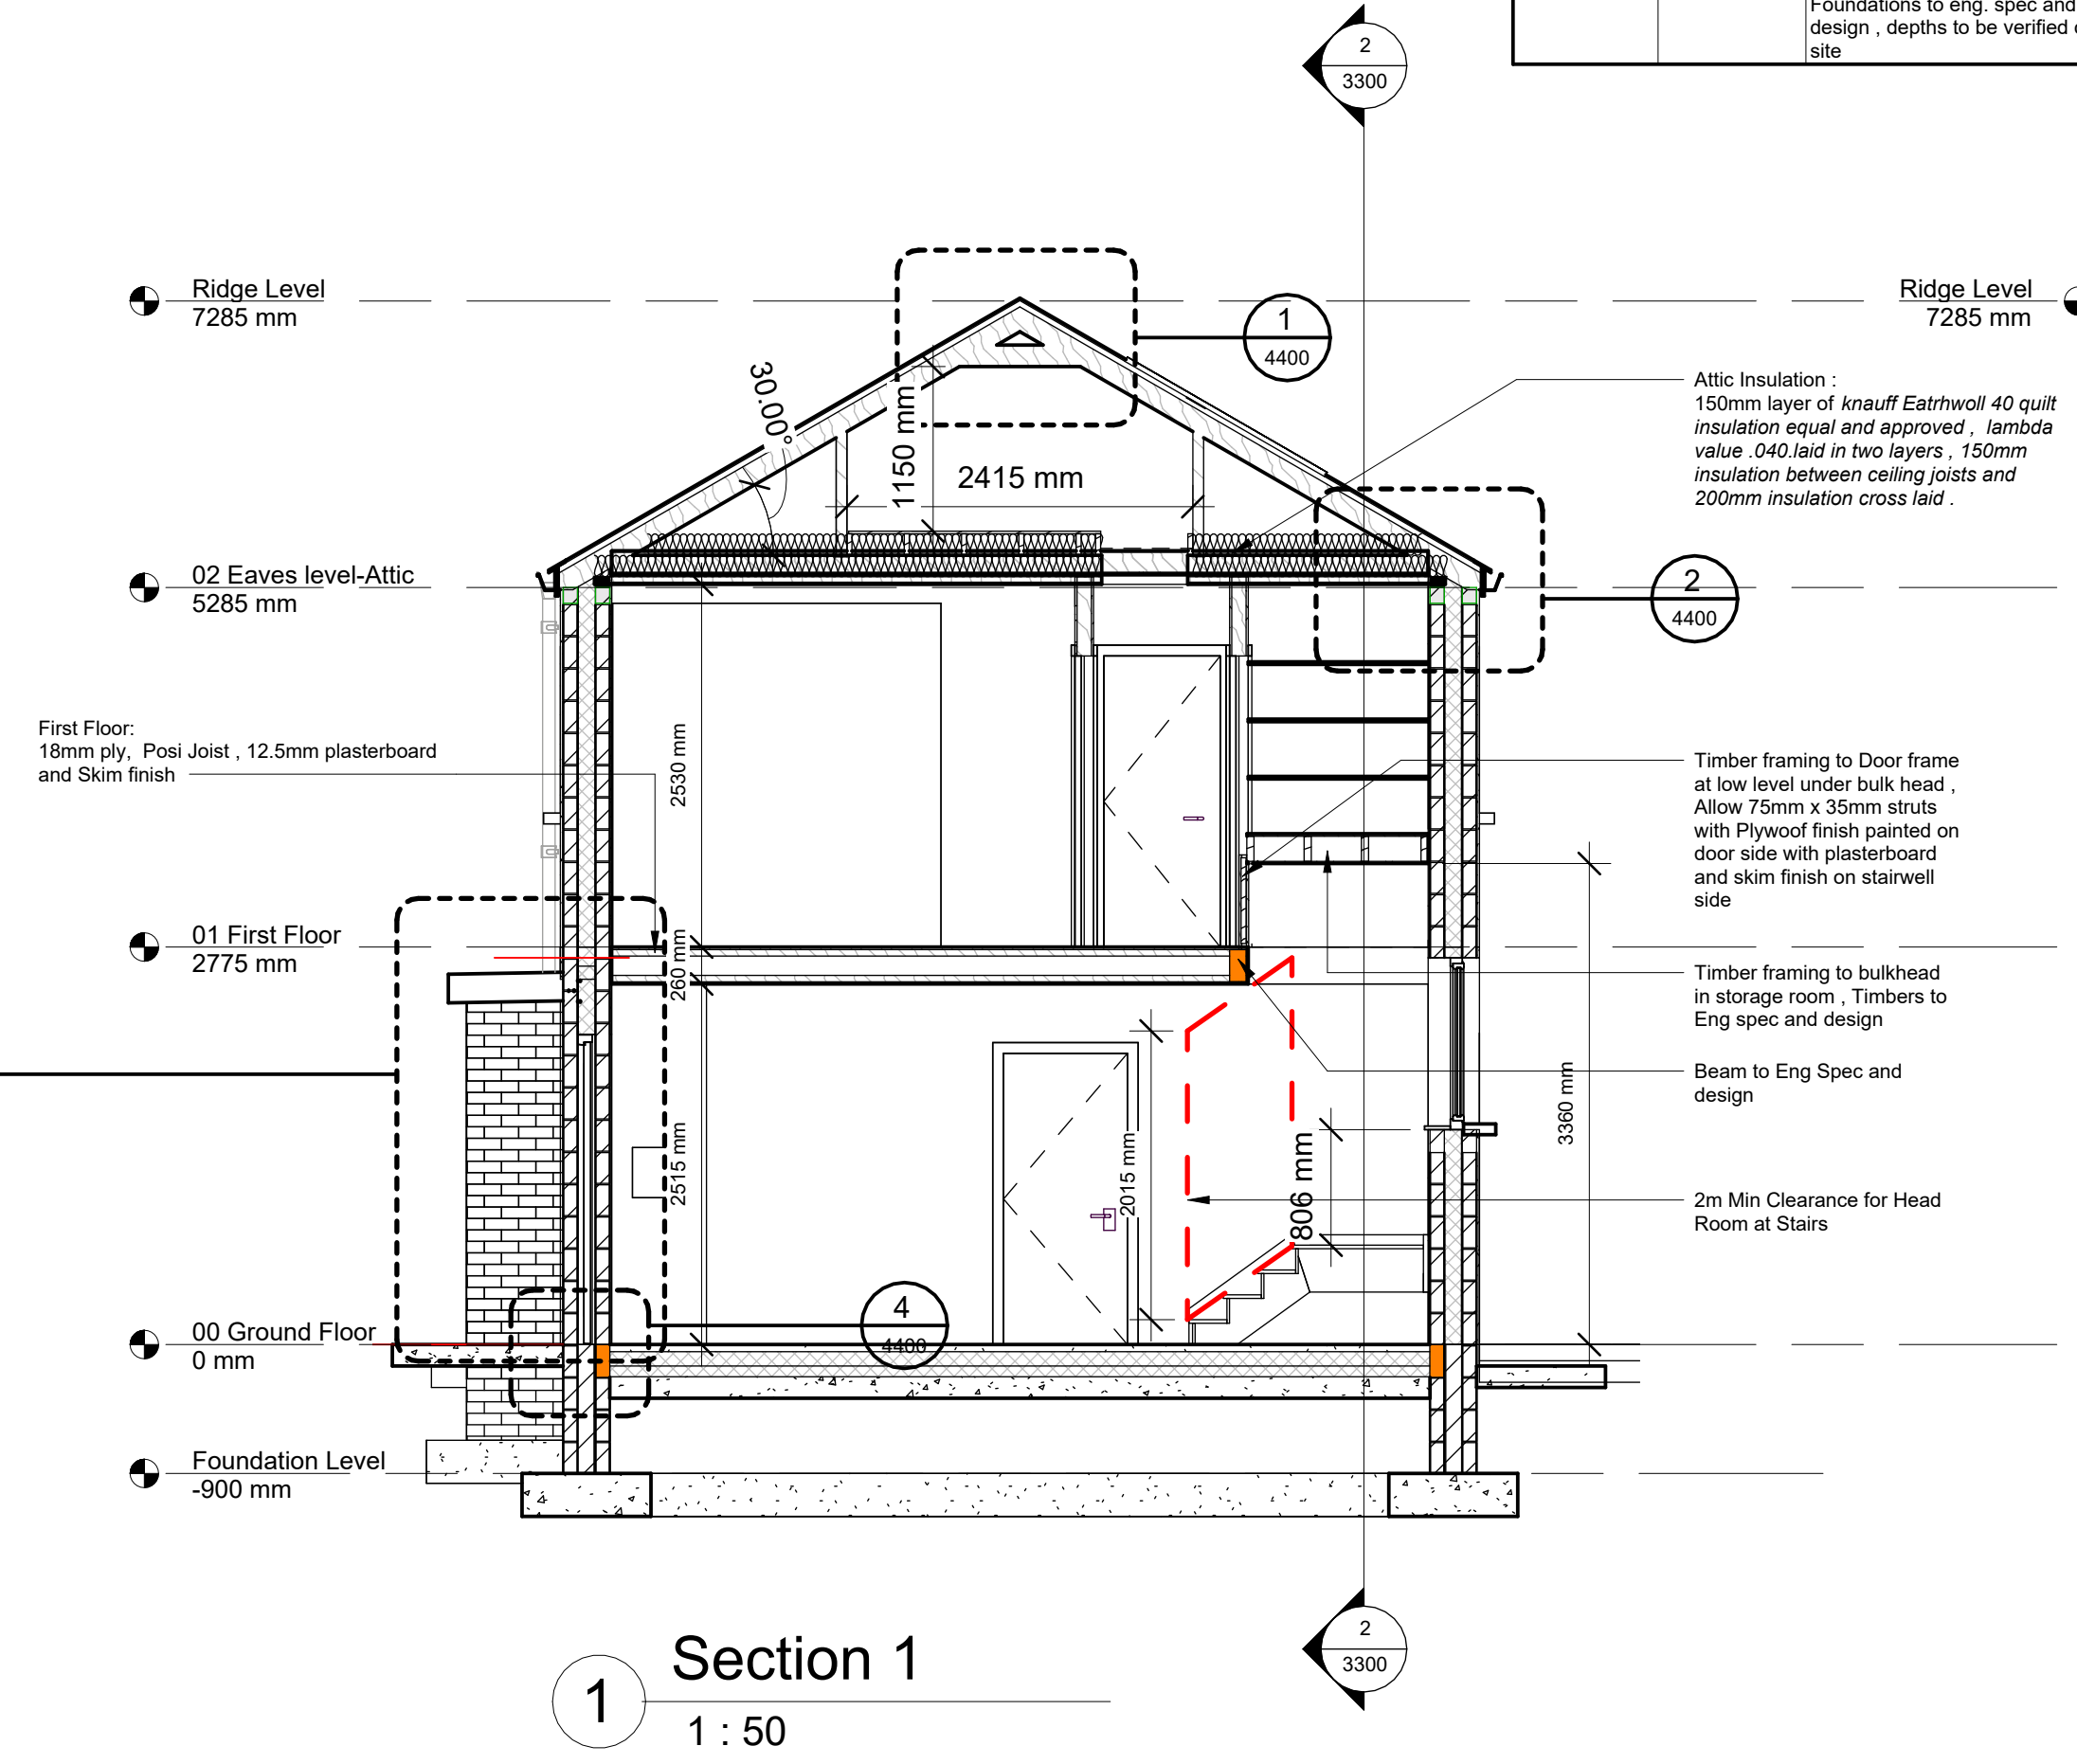 Foundations to eng. spec and
design , depths to be verified
site
2
3300
Ridge Level
7285 mm
Ridge Level
7285 mm
1
4400
Attic Insulation :
150mm layer of knauff Eatrhwoll 40 quilt
insulation equal and approved , lambda
value .040.laid in two layers , 150mm
insulation between ceiling joists and
200mm insulation cross laid .
30.00°
1150 mm
2415 mm
02 Eaves level-Attic
5285 mm
2
4400
First Floor:
18mm ply, Posi Joist , 12.5mm plasterboard
and Skim finish
2530 mm
Timber framing to Door frame
at low level under bulk head ,
Allow 75mm x 35mm struts
with Plywoof finish painted on
door side with plasterboard
and skim finish on stairwell
side
01 First Floor
2775 mm
260 mm
Timber framing to bulkhead
in storage room , Timbers to
Eng spec and design
Beam to Eng Spec and
design
3360 mm
2515 mm
2015 mm
806 mm
2m Min Clearance for Head
Room at Stairs
4
4400
00 Ground Floor
0 mm
Foundation Level
-900 mm
2
3300
1
Section 1
1 : 50